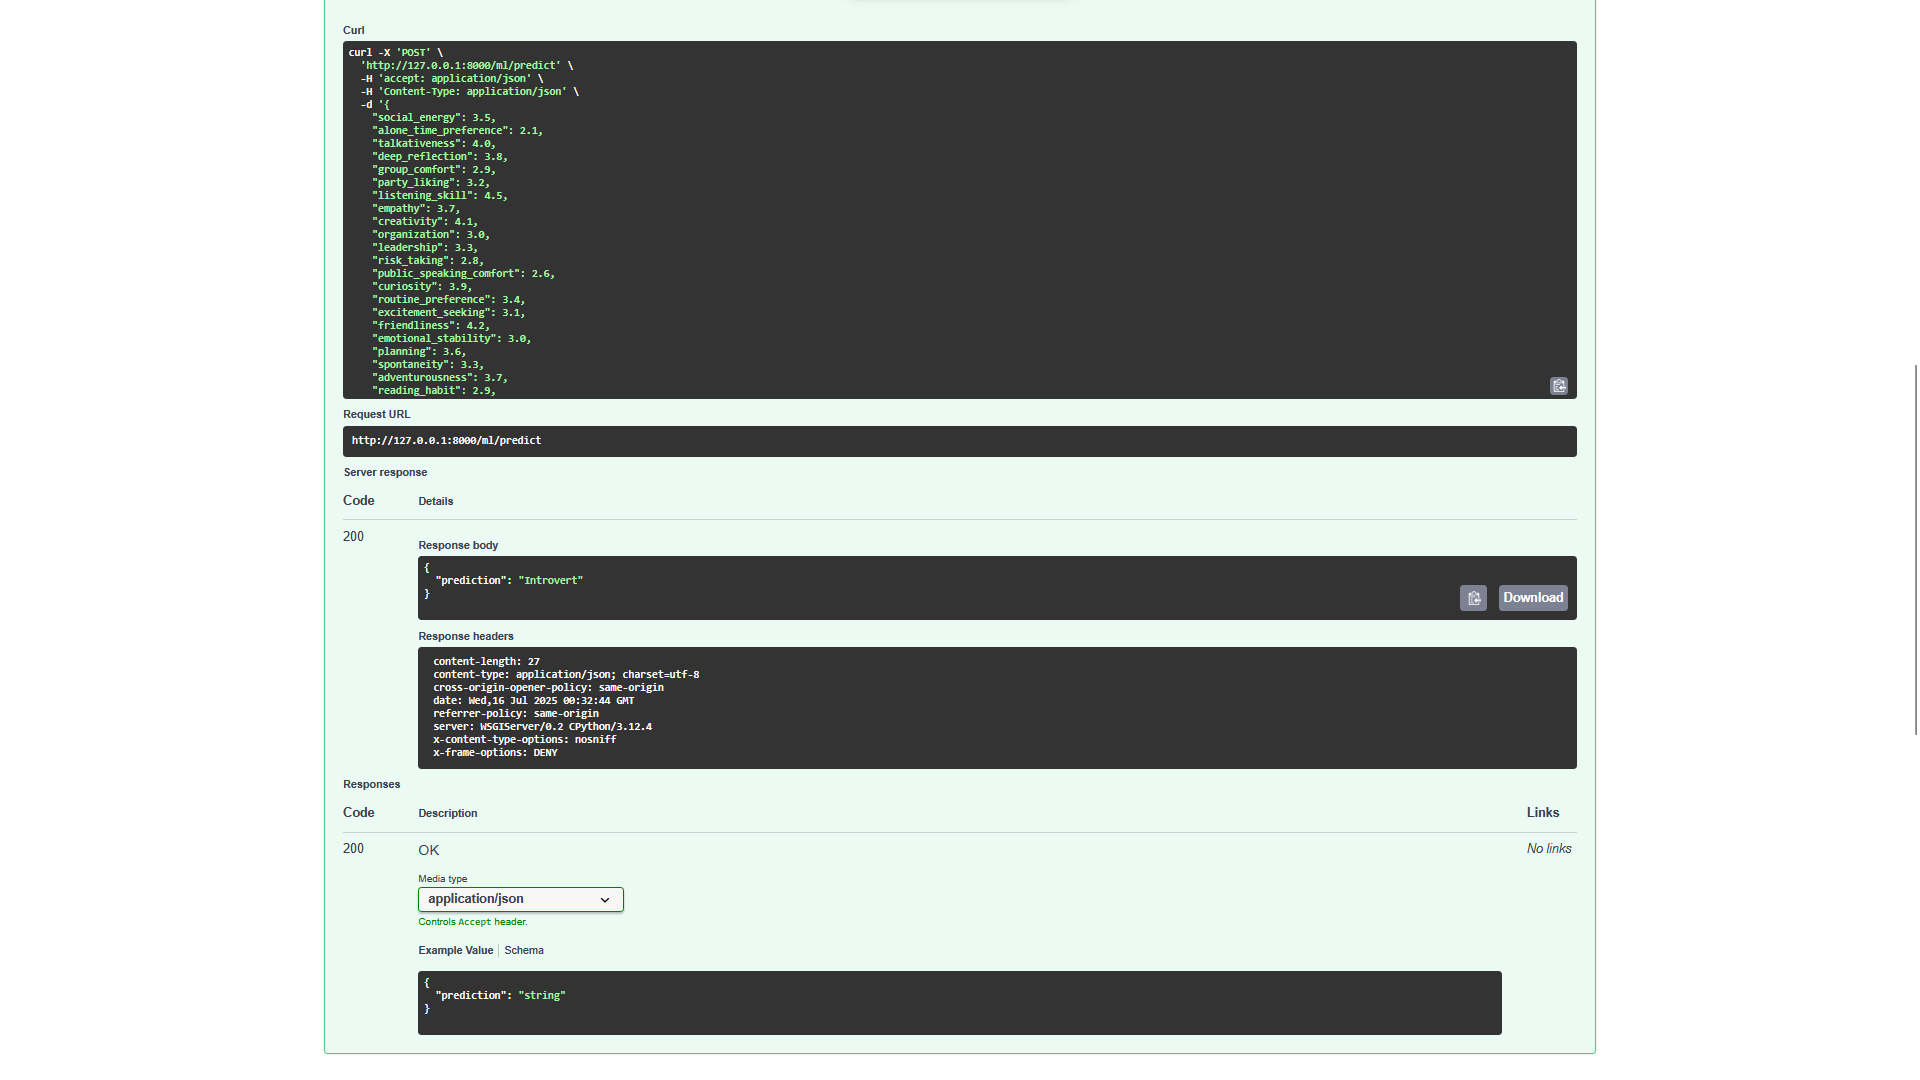 Curl
curl -X 'POST' \
  'http://127.0.0.1:8000/ml/predict' \
  -H 'accept: application/json' \
  -H 'Content-Type: application/json' \
  -d '{
    "social_energy": 3.5,
    "alone_time_preference": 2.1,
    "talkativeness": 4.0,
    "deep_reflection": 3.8,
    "group_comfort": 2.9,
    "party_liking": 3.2,
    "listening_skill": 4.5,
    "empathy": 3.7,
    "creativity": 4.1,
    "organization": 3.0,
    "leadership": 3.3,
    "risk_taking": 2.8,
    "public_speaking_comfort": 2.6,
    "curiosity": 3.9,
    "routine_preference": 3.4,
    "excitement_seeking": 3.1,
    "friendliness": 4.2,
    "emotional_stability": 3.0,
    "planning": 3.6,
    "spontaneity": 3.3,
    "adventurousness": 3.7,
    "reading_habit": 2.9,
Request URL
http://127.0.0.1:8000/ml/predict
Server response
Code Details
200
Response body
{
  "prediction": "Introvert"
}
Download
Response headers
content-length: 27
content-type: application/json; charset=utf-8
cross-origin-opener-policy: same-origin
date: Wed,16 Jul 2025 00:32:44 GMT
referrer-policy: same-origin
server: WSGIServer/0.2 CPython/3.12.4
x-content-type-options: nosniff
x-frame-options: DENY
Responses
Code Description Links
200 OK No links
Media type
application/json
Controls Accept header.
Example Value Schema
{
  "prediction": "string"
}